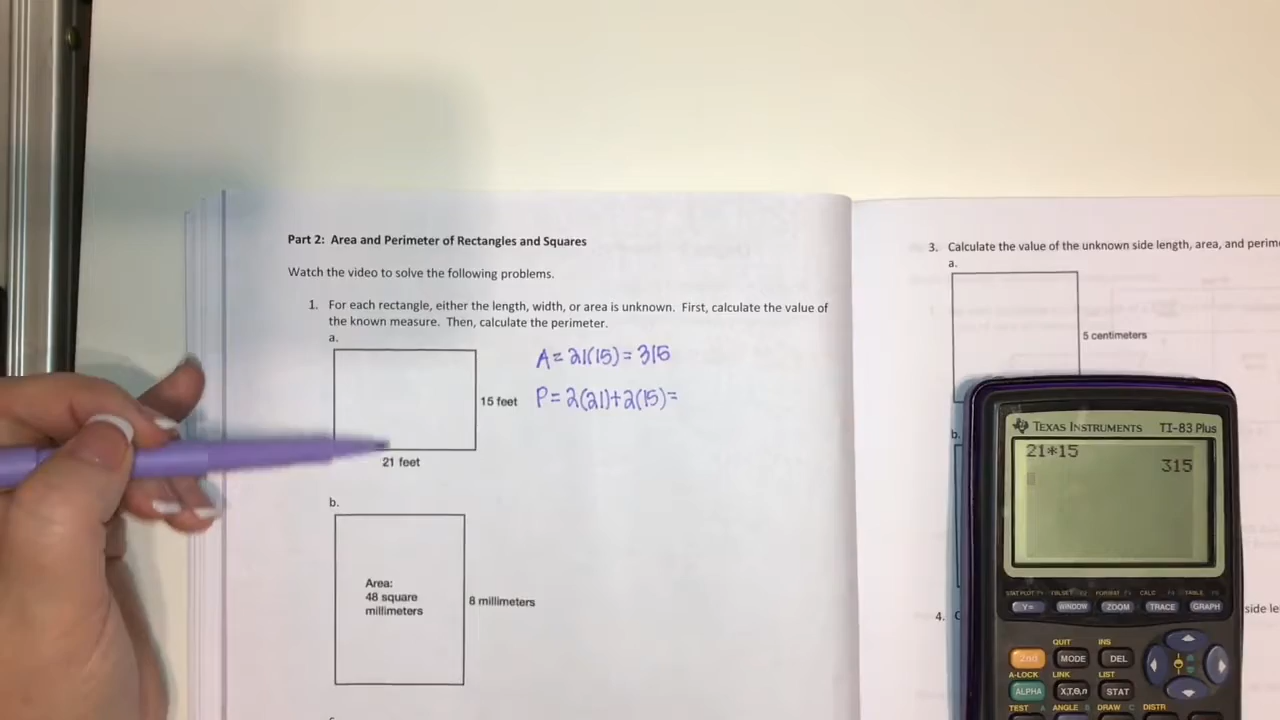 Part 2: Area and Perimeter of Rectangles and Squares
Watch the video to solve the following problems.
1. For each rectangle, either the length, width, or area is unknown. First, calculate the value of
the known measure. Then, calculate the perimeter.
a.
A = 21(15) = 315
15 feet
P = 2(21)+2(15)=
21 feet
b.
Area:
48 square
millimeters
8 millimeters
3. Calculate the value of the unknown side length, area, and perim
a.
5 centimeters
b.
4.
side le
TEXAS INSTRUMENTS TI-83 Plus
21*15
315
STAT PLOT F1 TBLSET F2 FORMAT F3 CALC F4 TABLE F5
Y= WINDOW ZOOM TRACE GRAPH
QUIT INS
2nd MODE DEL
A-LOCK LINK LIST
ALPHA X,T,θ,n STAT
TEST A ANGLE B DRAW C DISTR